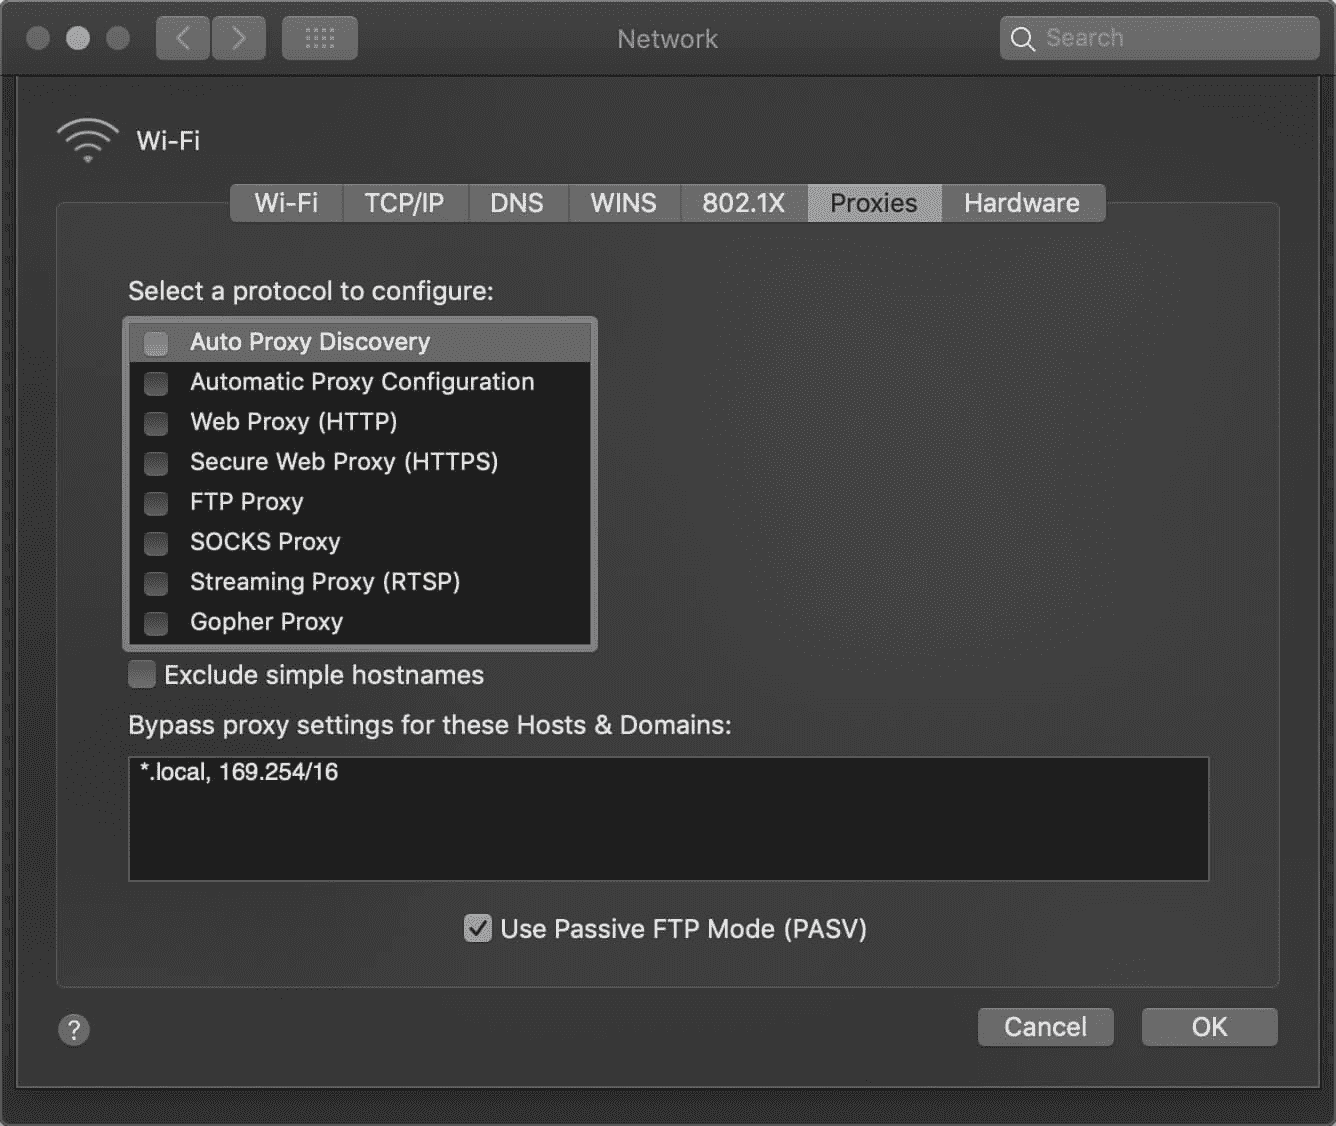 Network
Search
Wi-Fi
Wi-Fi TCP/IP DNS WINS 802.1X Proxies Hardware
Select a protocol to configure:
Auto Proxy Discovery
Automatic Proxy Configuration
Web Proxy (HTTP)
Secure Web Proxy (HTTPS)
FTP Proxy
SOCKS Proxy
Streaming Proxy (RTSP)
Gopher Proxy
Exclude simple hostnames
Bypass proxy settings for these Hosts & Domains:
*.local, 169.254/16
Use Passive FTP Mode (PASV)
? Cancel OK